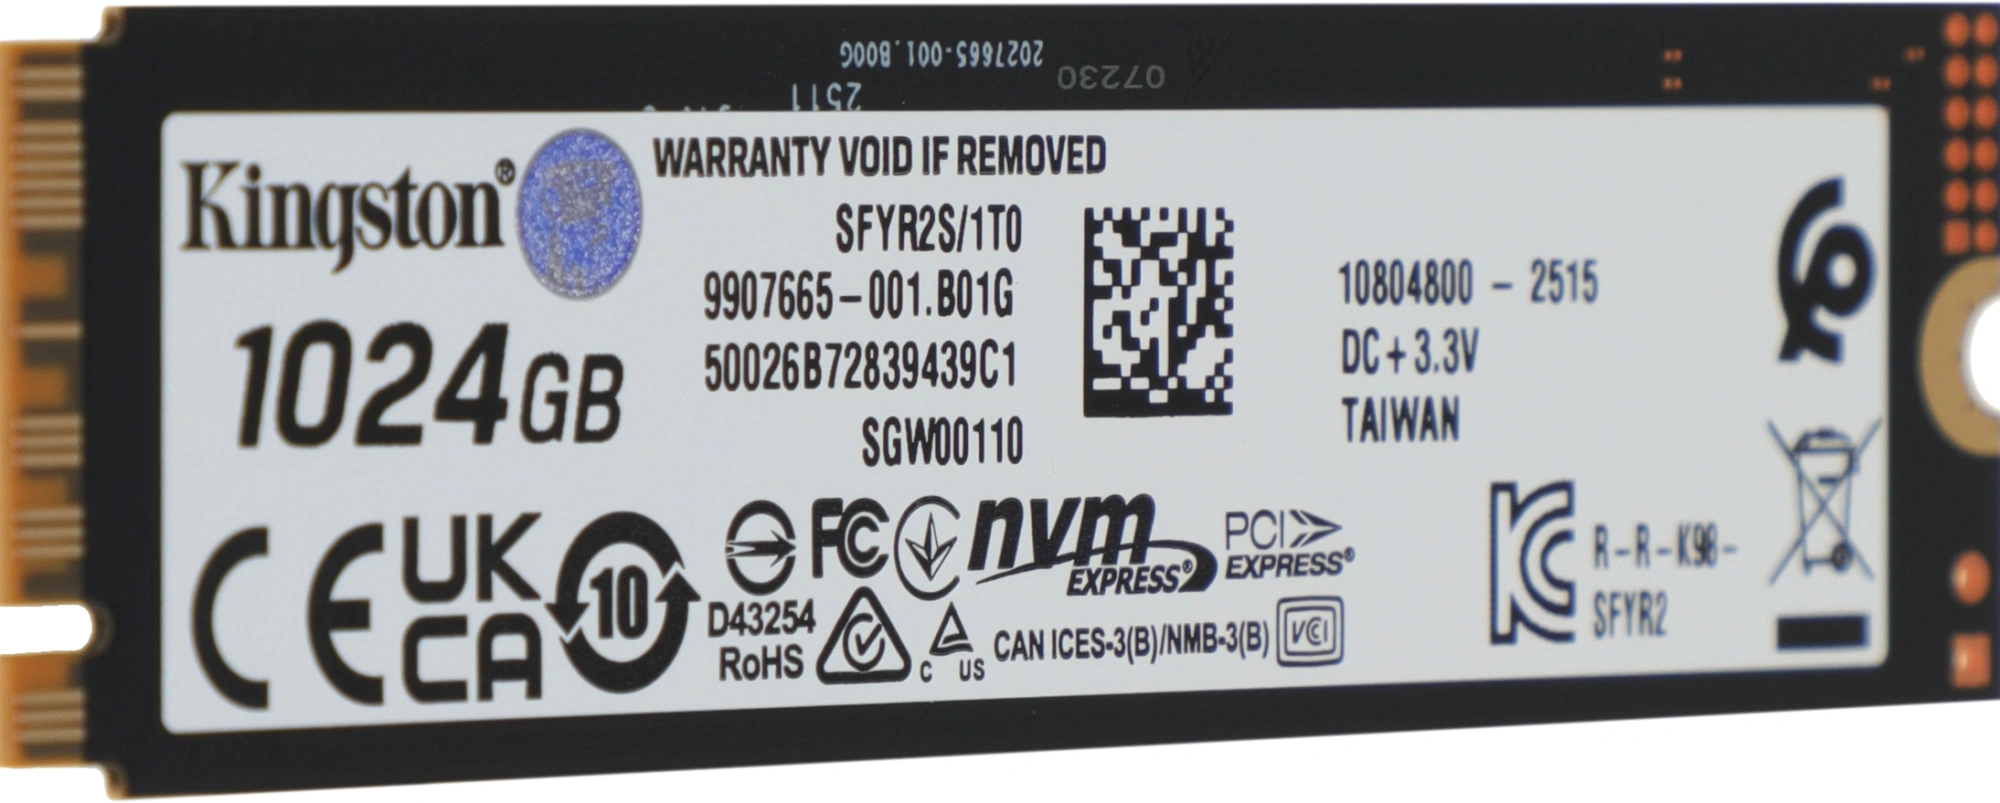 2027665-001.B00G
07230
2511
Kingston®
WARRANTY VOID IF REMOVED
SFYR2S/1T0
9907665-001.B01G
50026B72839439C1
SGW00110
1024GB
10804800 - 2515
DC+3.3V
TAIWAN
CE
UK
CA
10
FC
nvm
EXPRESS®
PCI
EXPRESS®
D43254
RoHS
C US
CAN ICES-3(B)/NMB-3(B)
VCI
R-R-K98-
SFYR2